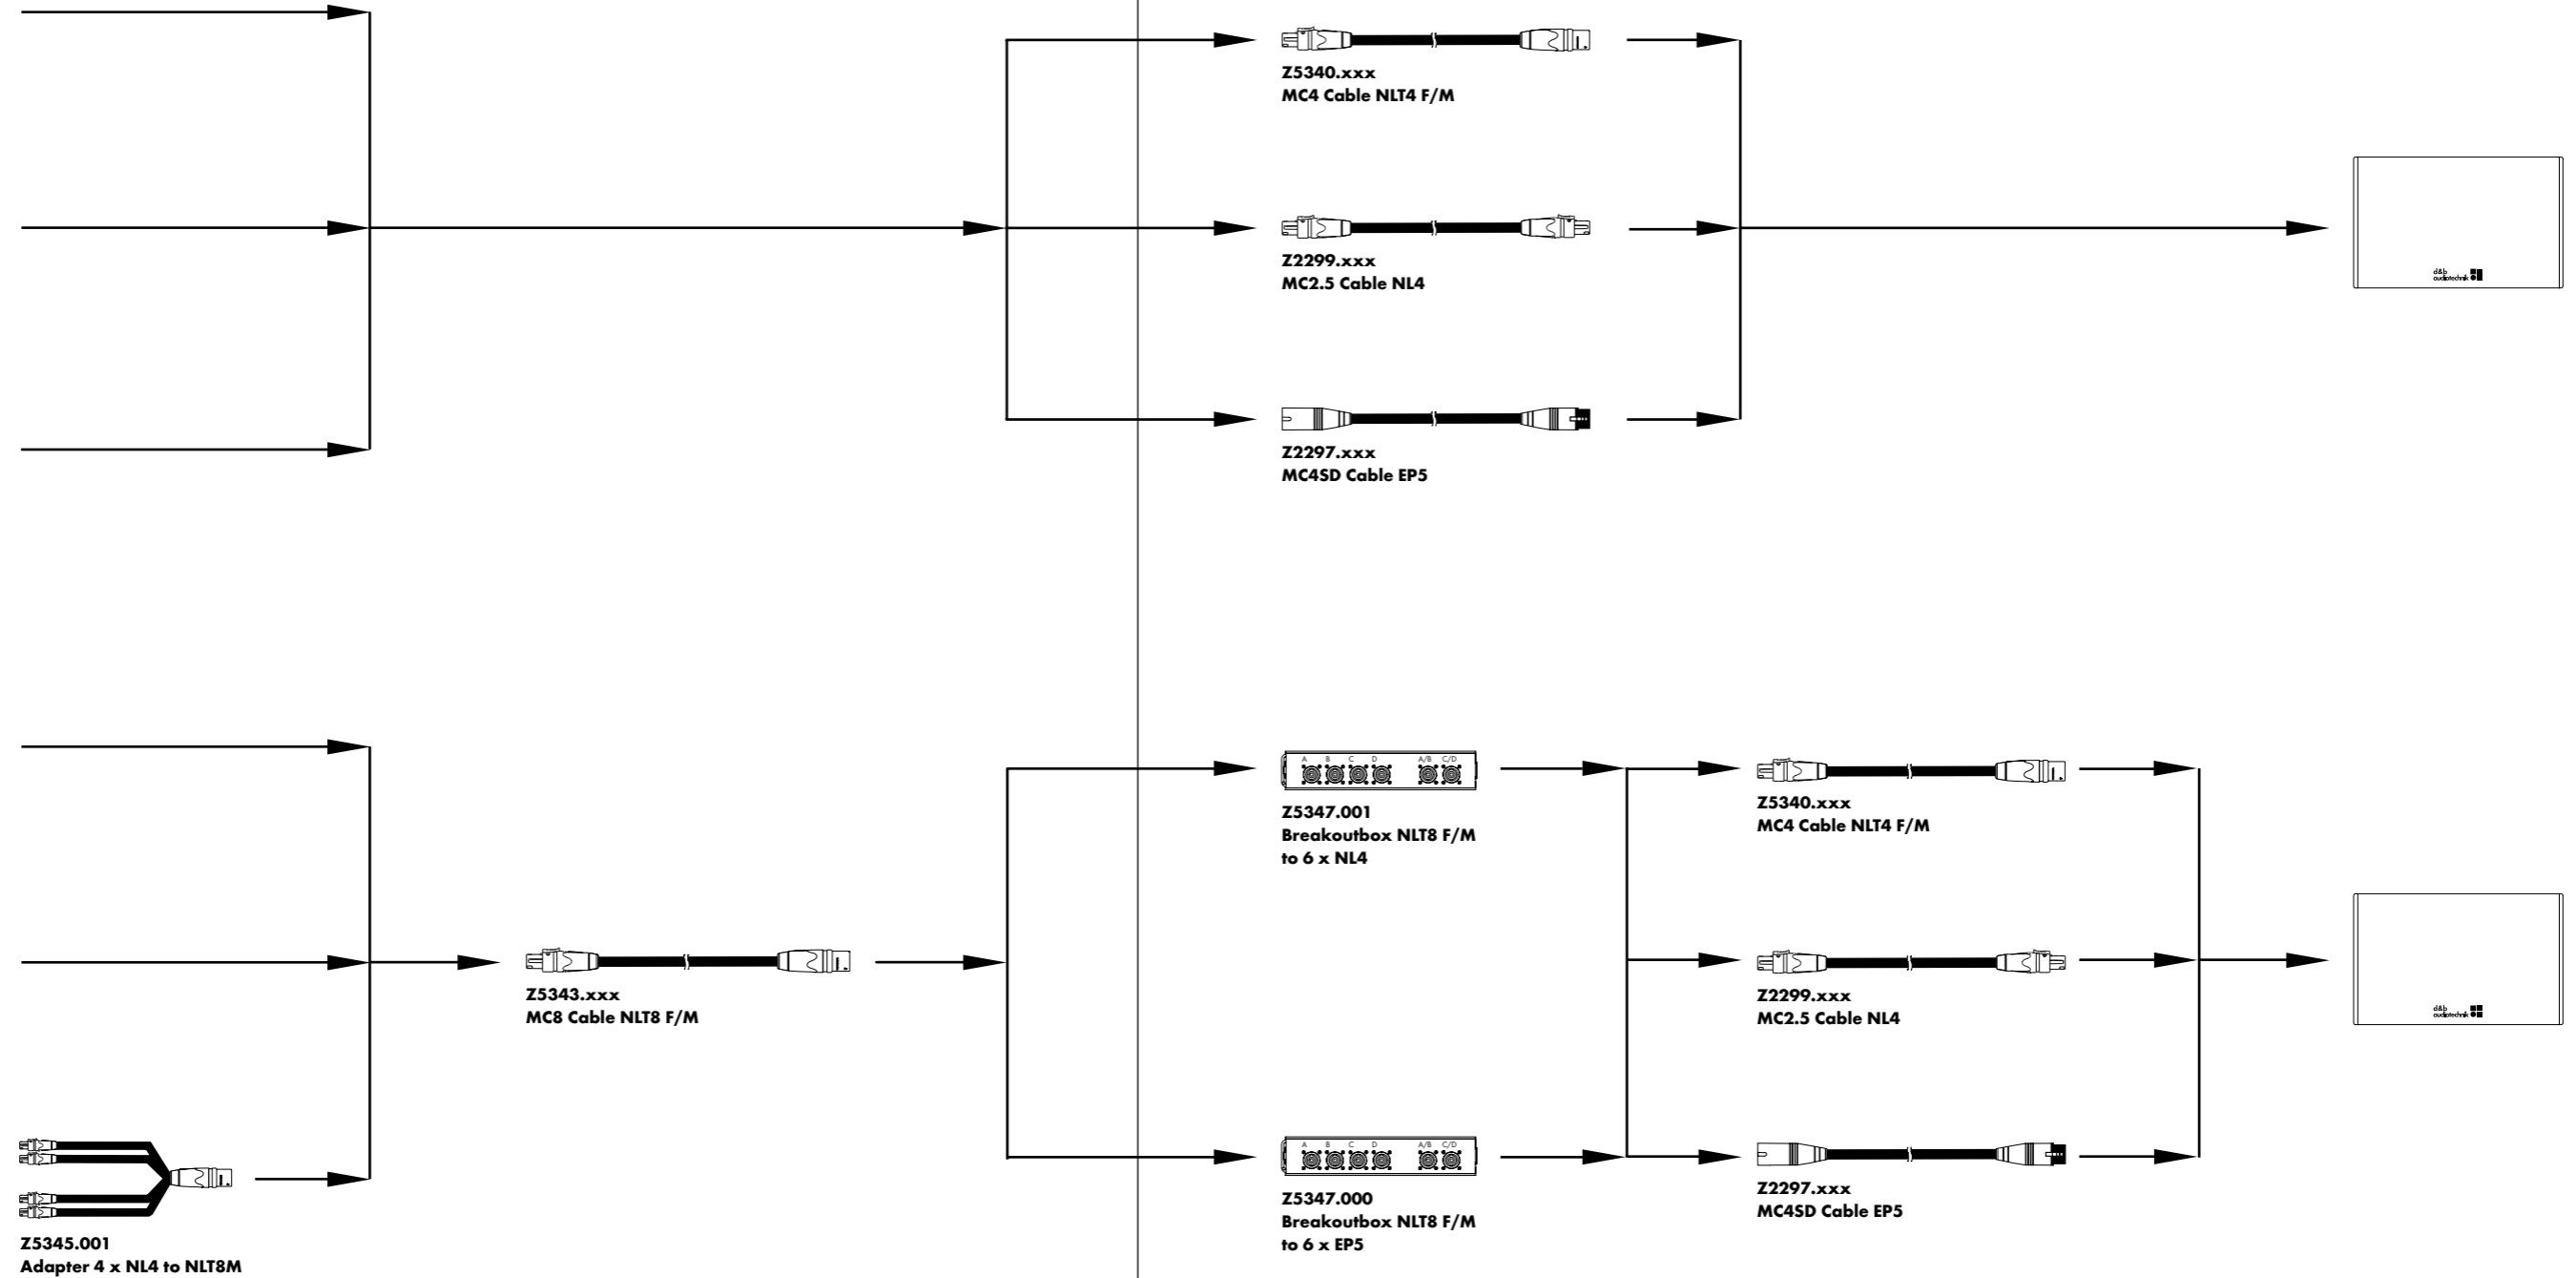 Z5340.xxx
MC4 Cable NLT4 F/M
Z2299.xxx
MC2.5 Cable NL4
d&b
audiotechnik
Z2297.xxx
MC4SD Cable EP5
A B C D A/B C/D
Z5347.001
Breakoutbox NLT8 F/M
to 6 x NL4
Z5340.xxx
MC4 Cable NLT4 F/M
Z5343.xxx
MC8 Cable NLT8 F/M
Z2299.xxx
MC2.5 Cable NL4
d&b
audiotechnik
A B C D A/B C/D
Z5347.000
Breakoutbox NLT8 F/M
to 6 x EP5
Z2297.xxx
MC4SD Cable EP5
Z5345.001
Adapter 4 x NL4 to NLT8M